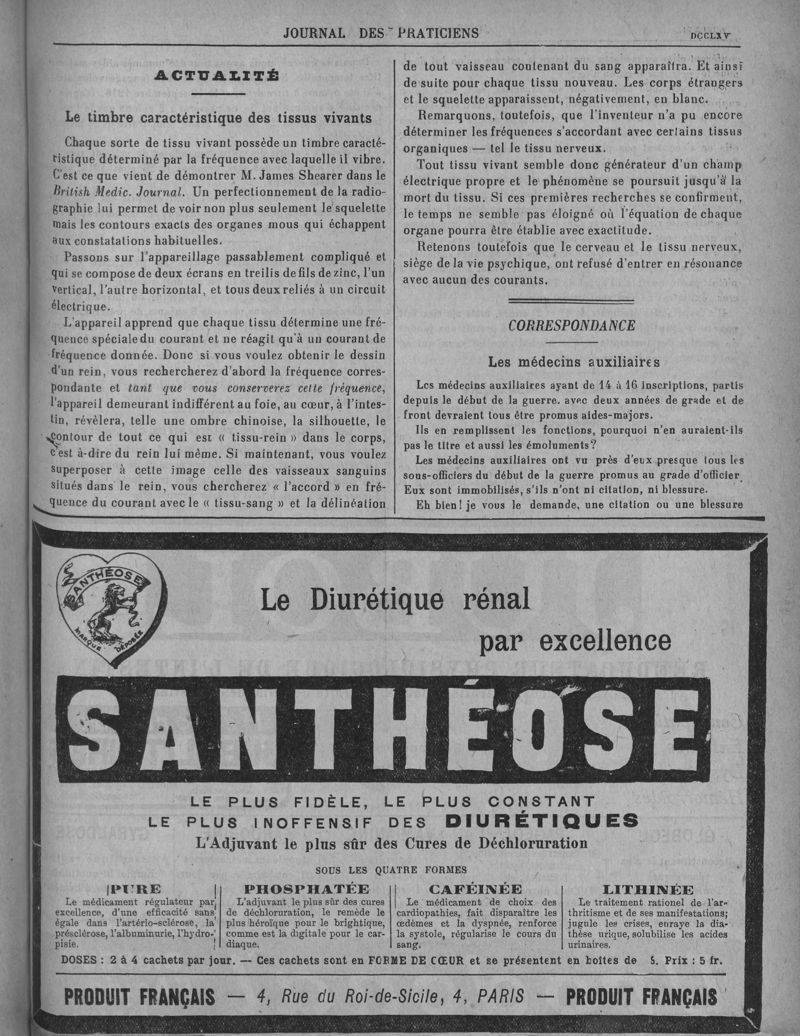 JOURNAL DES PRATICIENS
DCCLXV
ACTUALITÉ
Le timbre caractéristique des tissus vivants
Chaque sorte de tissu vivant possède un timbre caracté-
ristique déterminé par la fréquence avec laquelle il vibre.
C'est ce que vient de démontrer M. James Shearer dans le
British Medic. Journal. Un perfectionnement de la radio-
graphie lui permet de voir non plus seulement le squelette
mais les contours exacts des organes mous qui échappent
aux constatations habituelles.
Passons sur l'appareillage passablement compliqué et
qui se compose de deux écrans en treilis de fils de zinc, l'un
vertical, l'autre horizontal, et tous deux reliés à un circuit
électrique.
L'appareil apprend que chaque tissu détermine une fré-
quence spéciale du courant et ne réagit qu'à un courant de
fréquence donnée. Donc si vous voulez obtenir le dessin
d'un rein, vous rechercherez d'abord la fréquence corres-
pondante et tant que vous conserverez cette fréquence,
l'appareil demeurant indifférent au foie, au cœur, à l'intes-
tin, révèlera, telle une ombre chinoise, la silhouette, le
contour de tout ce qui est « tissu-rein » dans le corps,
c'est à-dire du rein lui même. Si maintenant, vous voulez
superposer à cette image celle des vaisseaux sanguins
situés dans le rein, vous chercherez « l'accord » en fré-
quence du courant avec le « tissu-sang » et la délinéation
de tout vaisseau contenant du sang apparaîtra. Et ainsi
de suite pour chaque tissu nouveau. Les corps étrangers
et le squelette apparaissent, négativement, en blanc.
Remarquons, toutefois, que l'inventeur n'a pu encore
déterminer les fréquences s'accordant avec certains tissus
organiques — tel le tissu nerveux.
Tout tissu vivant semble donc générateur d'un champ
électrique propre et le phénomène se poursuit jusqu'à la
mort du tissu. Si ces premières recherches se confirment,
le temps ne semble pas éloigné où l'équation de chaque
organe pourra être établie avec exactitude.
Retenons toutefois que le cerveau et le tissu nerveux,
siège de la vie psychique, ont refusé d'entrer en résonance
avec aucun des courants.
CORRESPONDANCE
Les médecins auxiliaires
Les médecins auxiliaires ayant de 14 à 16 inscriptions, partis
depuis le début de la guerre. avec deux années de grade et de
front devraient tous être promus aides-majors.
Ils en remplissent les fonctions, pourquoi n'en auraient-ils
pas le titre et aussi les émoluments?
Les médecins auxiliaires ont vu près d'eux presque tous les
sous-officiers du début de la guerre promus au grade d'officier
Eux sont immobilisés, s'ils n'ont ni citation, ni blessure.
Eh bien! je vous le demande, une citation ou une blessure
SANTHÉOSE
MARQUE DÉPOSÉE
Le Diurétique rénal
par excellence
SANTHÉOSE
LE PLUS FIDÈLE, LE PLUS CONSTANT
LE PLUS INOFFENSIF DES DIURÉTIQUES
L'Adjuvant le plus sûr des Cures de Déchloruration
SOUS LES QUATRE FORMES
PURE
Le médicament régulateur par
excellence, d'une efficacité sans
égale dans l'artério-sclérose, la
présclérose, l'albuminurie, l'hydro-
pisie.
PHOSPHATÉE
L'adjuvant le plus sûr des cures
de déchloruration, le remède le
plus héroïque pour le brightique,
comme est la digitale pour le car-
diaque.
CAFÉINÉE
Le médicament de choix des
cardiopathies, fait disparaître les
œdèmes et la dyspnée, renforce
la systole, régularise le cours du
sang.
LITHINÉE
Le traitement rationel de l'ar-
thritisme et de ses manifestations;
jugule les crises, enraye la dia-
thèse urique, solubilise les acides
urinaires.
DOSES : 2 à 4 cachets par jour. — Ces cachets sont en FORME DE CŒUR et se présentent en boîtes de . Prix : 5 fr.
PRODUIT FRANÇAIS — 4, Rue du Roi-de-Sicile, 4, PARIS — PRODUIT FRANÇAIS